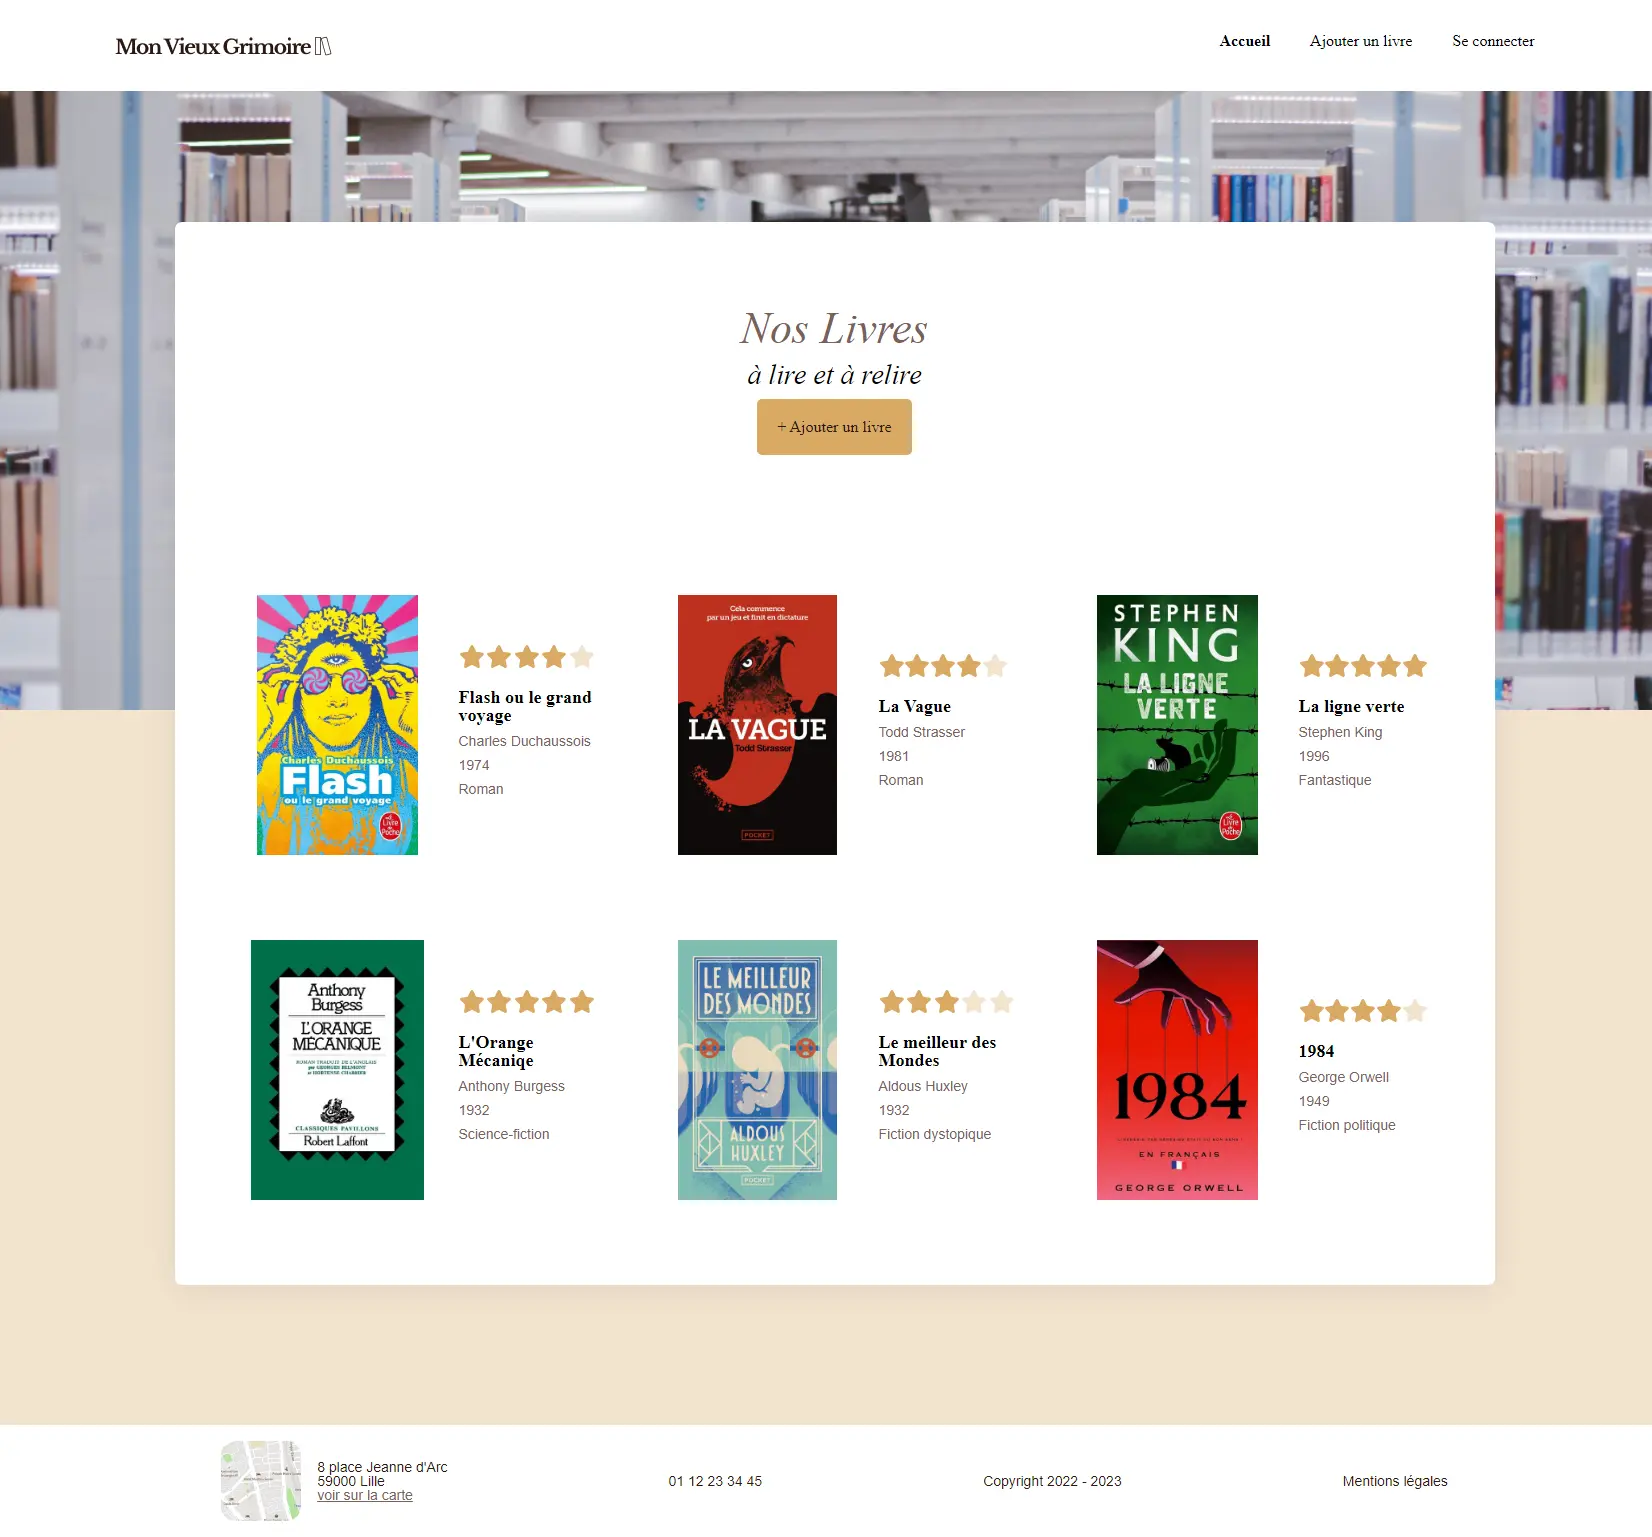 Mon Vieux Grimoire
Accueil
Ajouter un livre
Se connecter
Nos Livres
à lire et à relire
+ Ajouter un livre
Charles Duchaussois
Flash
ou le grand voyage
Le Livre de Poche
Flash ou le grand
voyage
Charles Duchaussois
1974
Roman
Cela commence
par un jeu et finit en dictature
LA VAGUE
Todd Strasser
POCKET
La Vague
Todd Strasser
1981
Roman
STEPHEN
KING
LA LIGNE
VERTE
Le Livre de Poche
La ligne verte
Stephen King
1996
Fantastique
Anthony
Burgess
L'ORANGE
MÉCANIQUE
ROMAN TRADUIT DE L'ANGLAIS
par GEORGES BELMONT
et HORTENSE CHABRIER
CLASSIQUES PAVILLONS
Robert Laffont
L'Orange
Mécaniqe
Anthony Burgess
1932
Science-fiction
LE MEILLEUR
DES MONDES
ALDOUS
HUXLEY
POCKET
Le meilleur des
Mondes
Aldous Huxley
1932
Fiction dystopique
1984
EN FRANÇAIS
GEORGE ORWELL
1984
George Orwell
1949
Fiction politique
8 place Jeanne d'Arc
59000 Lille
voir sur la carte
01 12 23 34 45
Copyright 2022 - 2023
Mentions légales